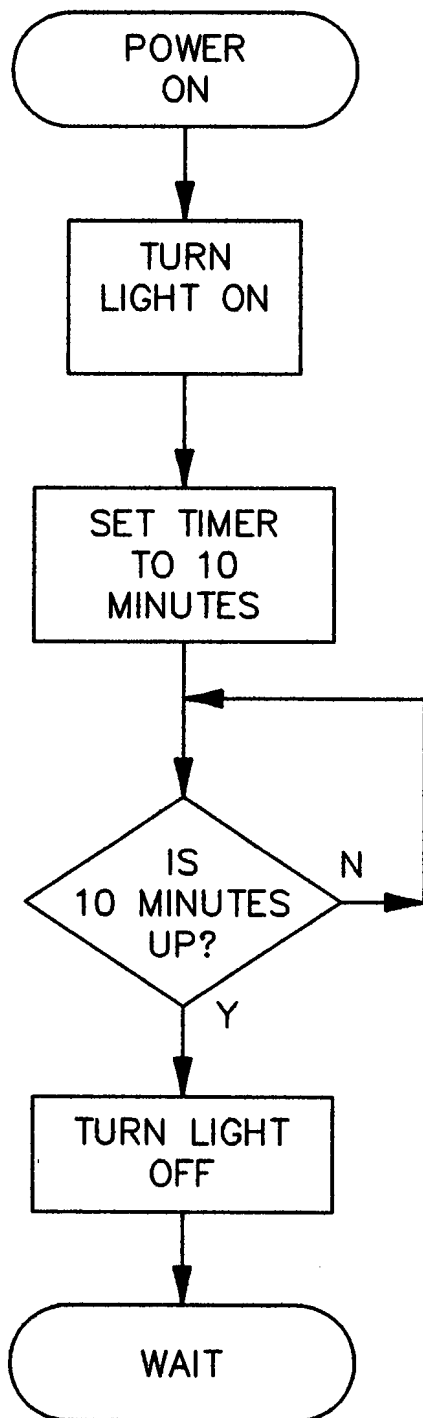 POWER
ON
TURN
LIGHT ON
SET TIMER
TO 10
MINUTES
IS
10 MINUTES
UP?
N
Y
TURN LIGHT
OFF
WAIT